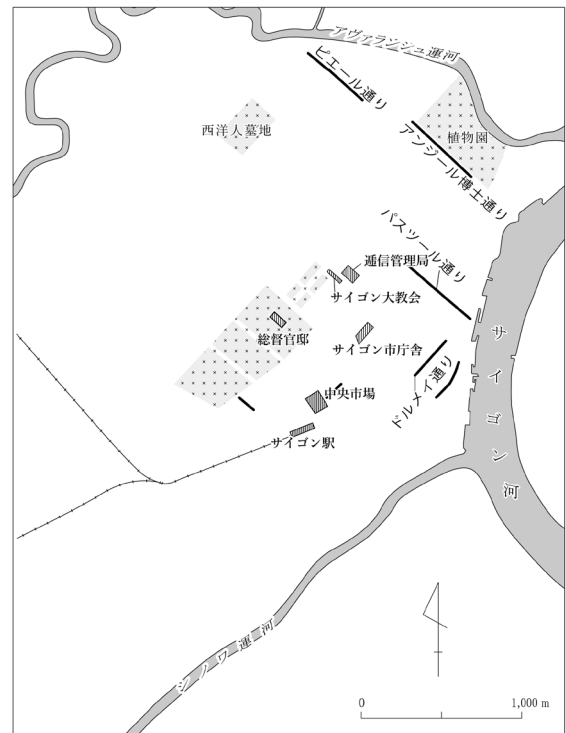 アヴァランシュ運河
ピエール通り
西洋人墓地
植物園
アンジール博士通り
パスツール通り
逓信管理局
サイゴン大教会
総督官邸
サイゴン市庁舎
サイゴン河
ドルメイ通り
中央市場
サイゴン駅
シノワ運河
0 1,000 m